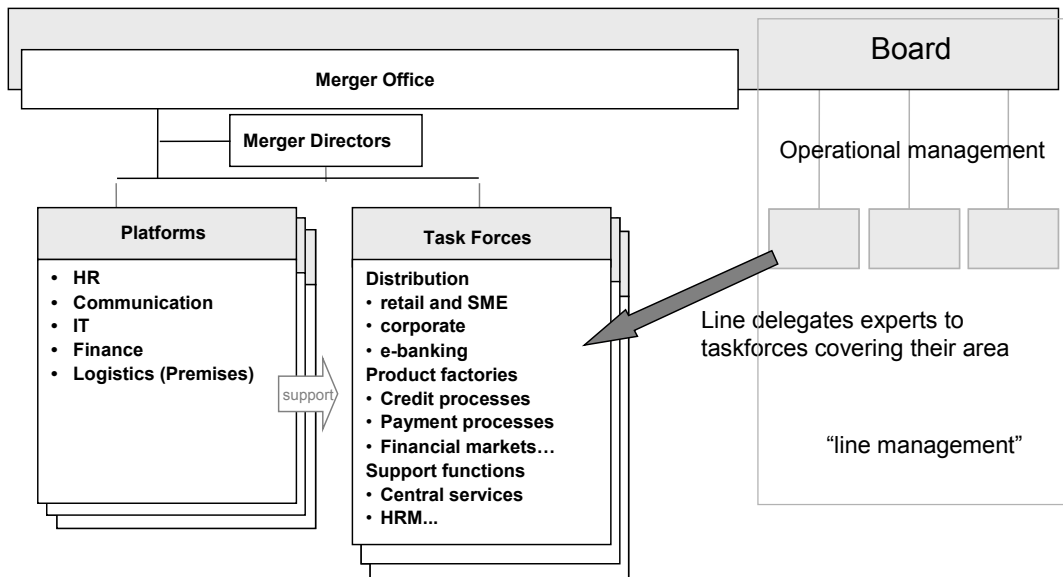 Board
Merger Office
Merger Directors
Operational management
Platforms
• HR
• Communication
• IT
• Finance
• Logistics (Premises)
support
Task Forces
Distribution
• retail and SME
• corporate
• e-banking
Product factories
• Credit processes
• Payment processes
• Financial markets…
Support functions
• Central services
• HRM...
Line delegates experts to
taskforces covering their area
“line management”